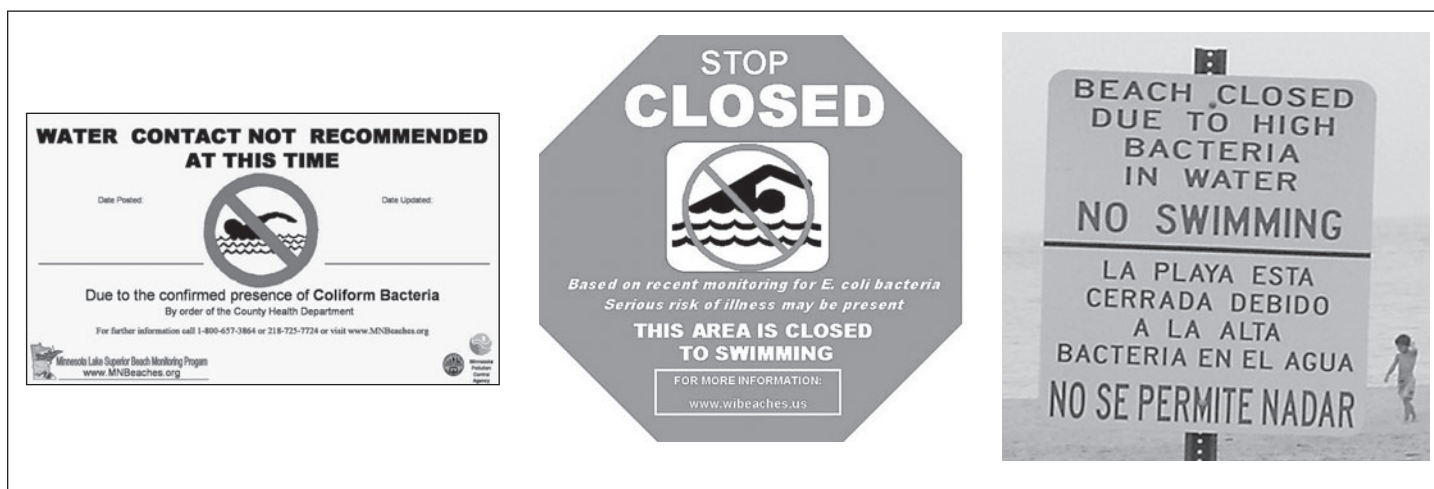 WATER CONTACT NOT RECOMMENDED
AT THIS TIME
Date Posted:
Date Updated:
Due to the confirmed presence of Coliform Bacteria
By order of the County Health Department
For further information call 1-800-657-3864 or 218-725-7724 or visit www.MNBeaches.org
Minnesota Lake Superior Beach Monitoring Progam
www.MNBeaches.org
Minnesota
Pollution
Control
Agency
STOP
CLOSED
Based on recent monitoring for E. coli bacteria
Serious risk of illness may be present
THIS AREA IS CLOSED
TO SWIMMING
FOR MORE INFORMATION:
www.wibeaches.us
BEACH CLOSED
DUE TO HIGH
BACTERIA
IN WATER
NO SWIMMING
LA PLAYA ESTA
CERRADA DEBIDO
A LA ALTA
BACTERIA EN EL AGUA
NO SE PERMITE NADAR